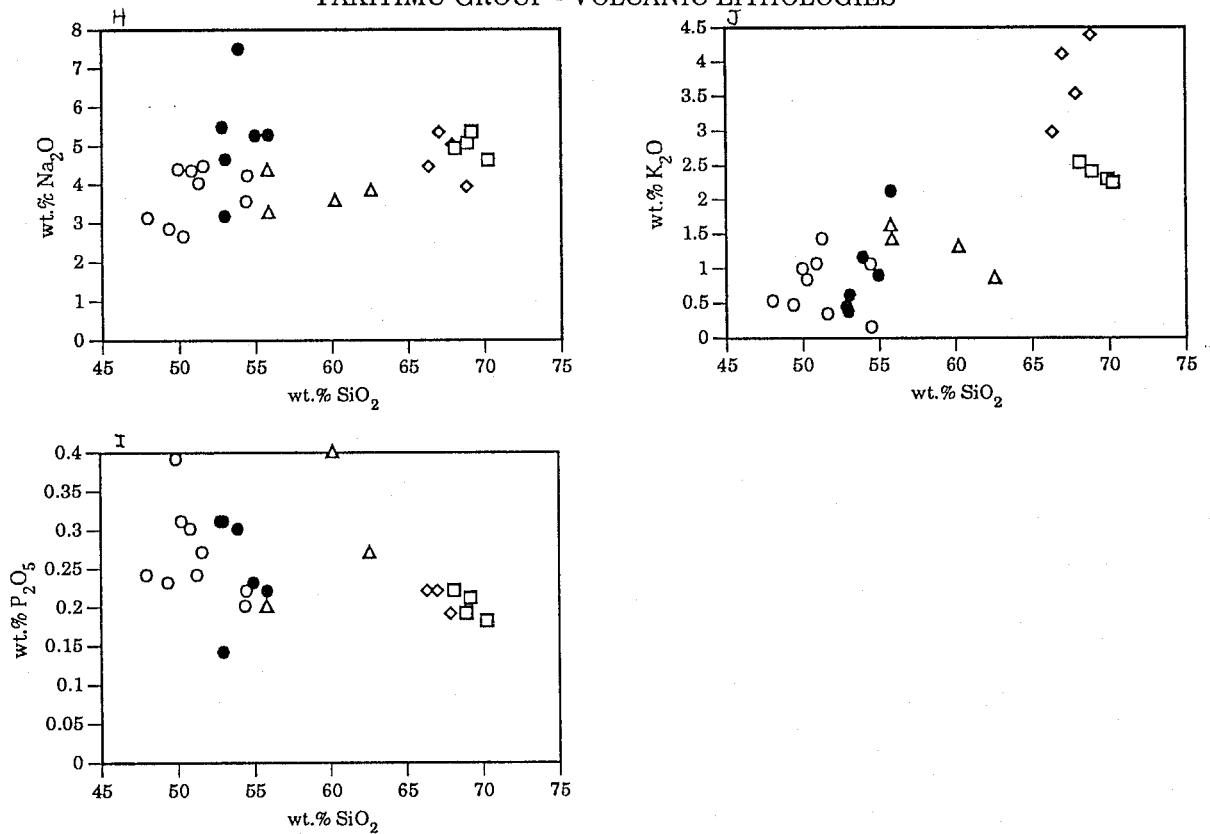 TAKITIMU GROUP - VOLCANIC LITHOLOGIES
H
8
7
6
5
4
3
2
1
0
wt.% Na₂O
45 50 55 60 65 70 75
wt.% SiO₂
J
4.5
4
3.5
3
2.5
2
1.5
1
0.5
0
wt.% K₂O
45 50 55 60 65 70 75
wt.% SiO₂
I
0.4
0.35
0.3
0.25
0.2
0.15
0.1
0.05
0
wt.% P₂O₅
45 50 55 60 65 70 75
wt.% SiO₂